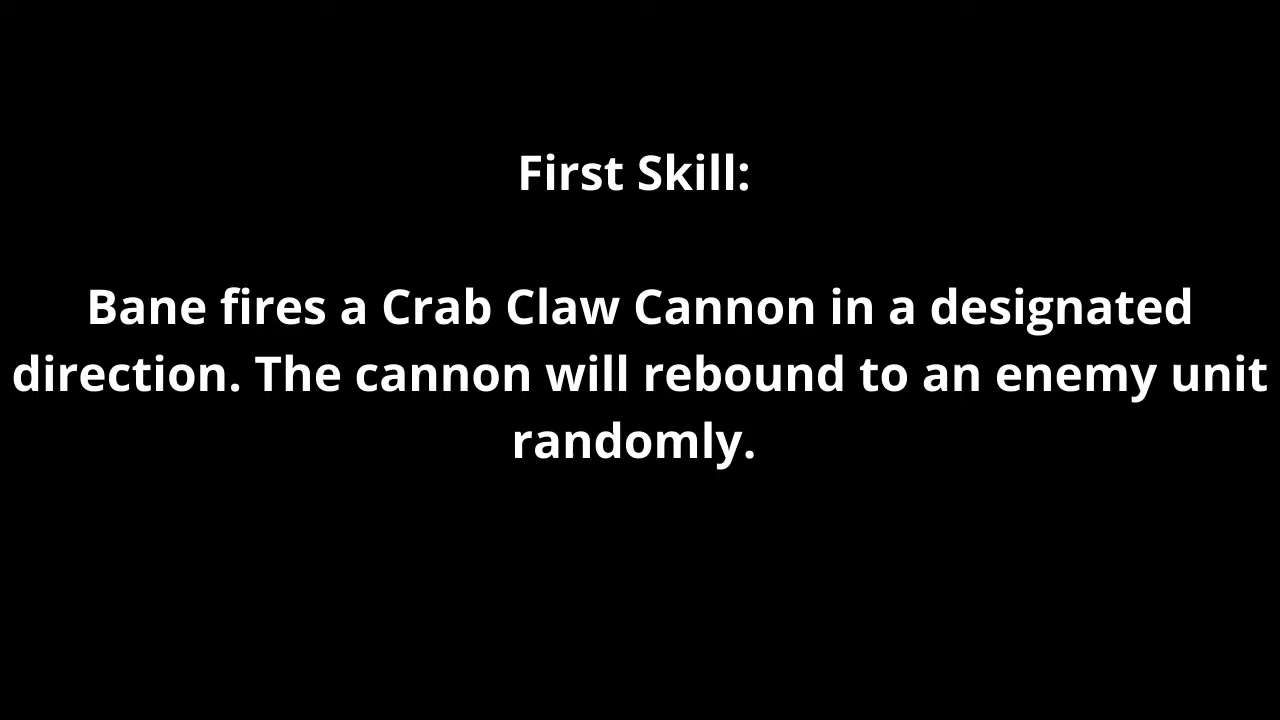 First Skill:
Bane fires a Crab Claw Cannon in a designated
direction. The cannon will rebound to an enemy unit
randomly.